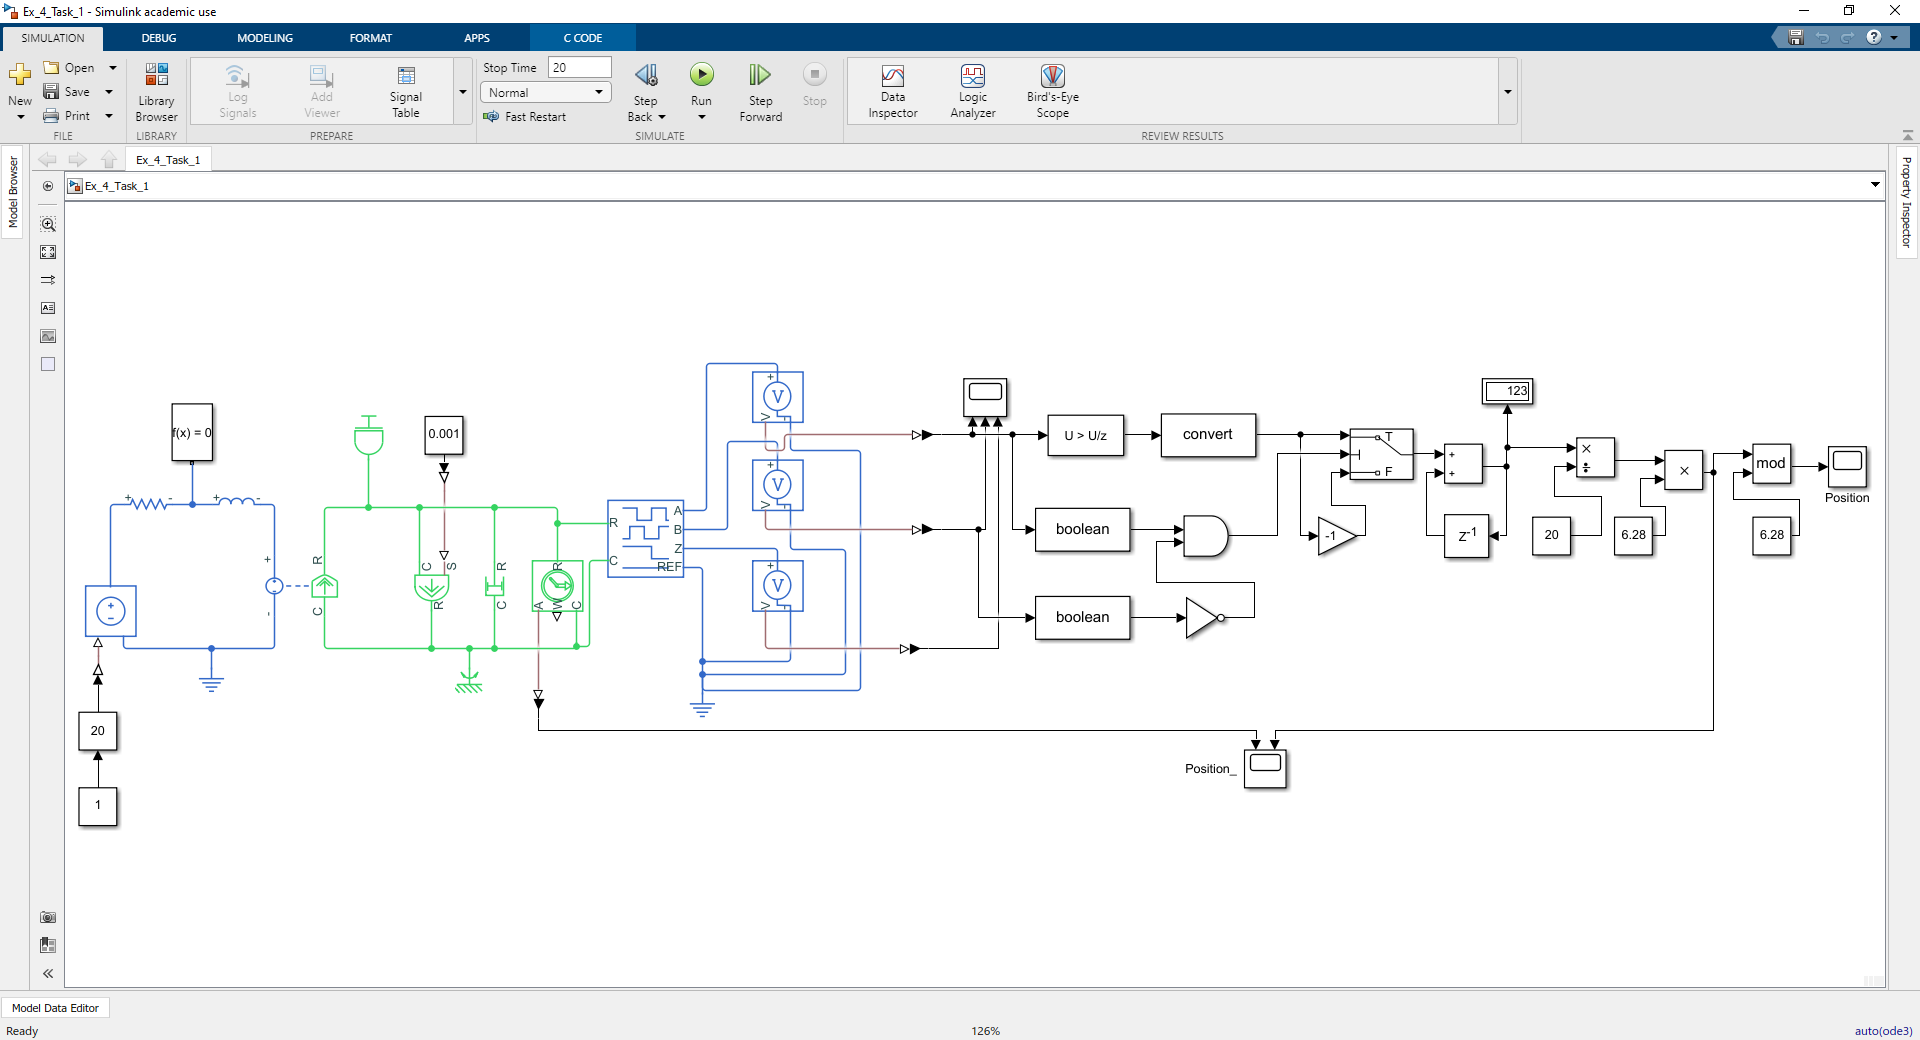 Ex_4_Task_1 - Simulink academic use
SIMULATION DEBUG MODELING FORMAT APPS C CODE
New
Open
Save
Print
FILE
Library
Browser
LIBRARY
Log
Signals
Add
Viewer
Signal
Table
PREPARE
Stop Time 20
Normal
Fast Restart
Step
Back
Run
Step
Forward
Stop
SIMULATE
Data
Inspector
Logic
Analyzer
Bird's-Eye
Scope
REVIEW RESULTS
Model Browser
Ex_4_Task_1
Ex_4_Task_1
Property Inspector
f(x) = 0
+ -
+ -
+
-
+
-
20
1
R
C
0.001
C
S
R
R
C
R
A
W
C
R
C
A
B
Z
REF
+
V
V
-
+
V
V
-
+
V
V
-
U > U/z
convert
boolean
boolean
T
F
-1
+
+
Z-1
123
×
÷
20
×
6.28
mod
6.28
Position
Position_
Model Data Editor
Ready
126%
auto(ode3)